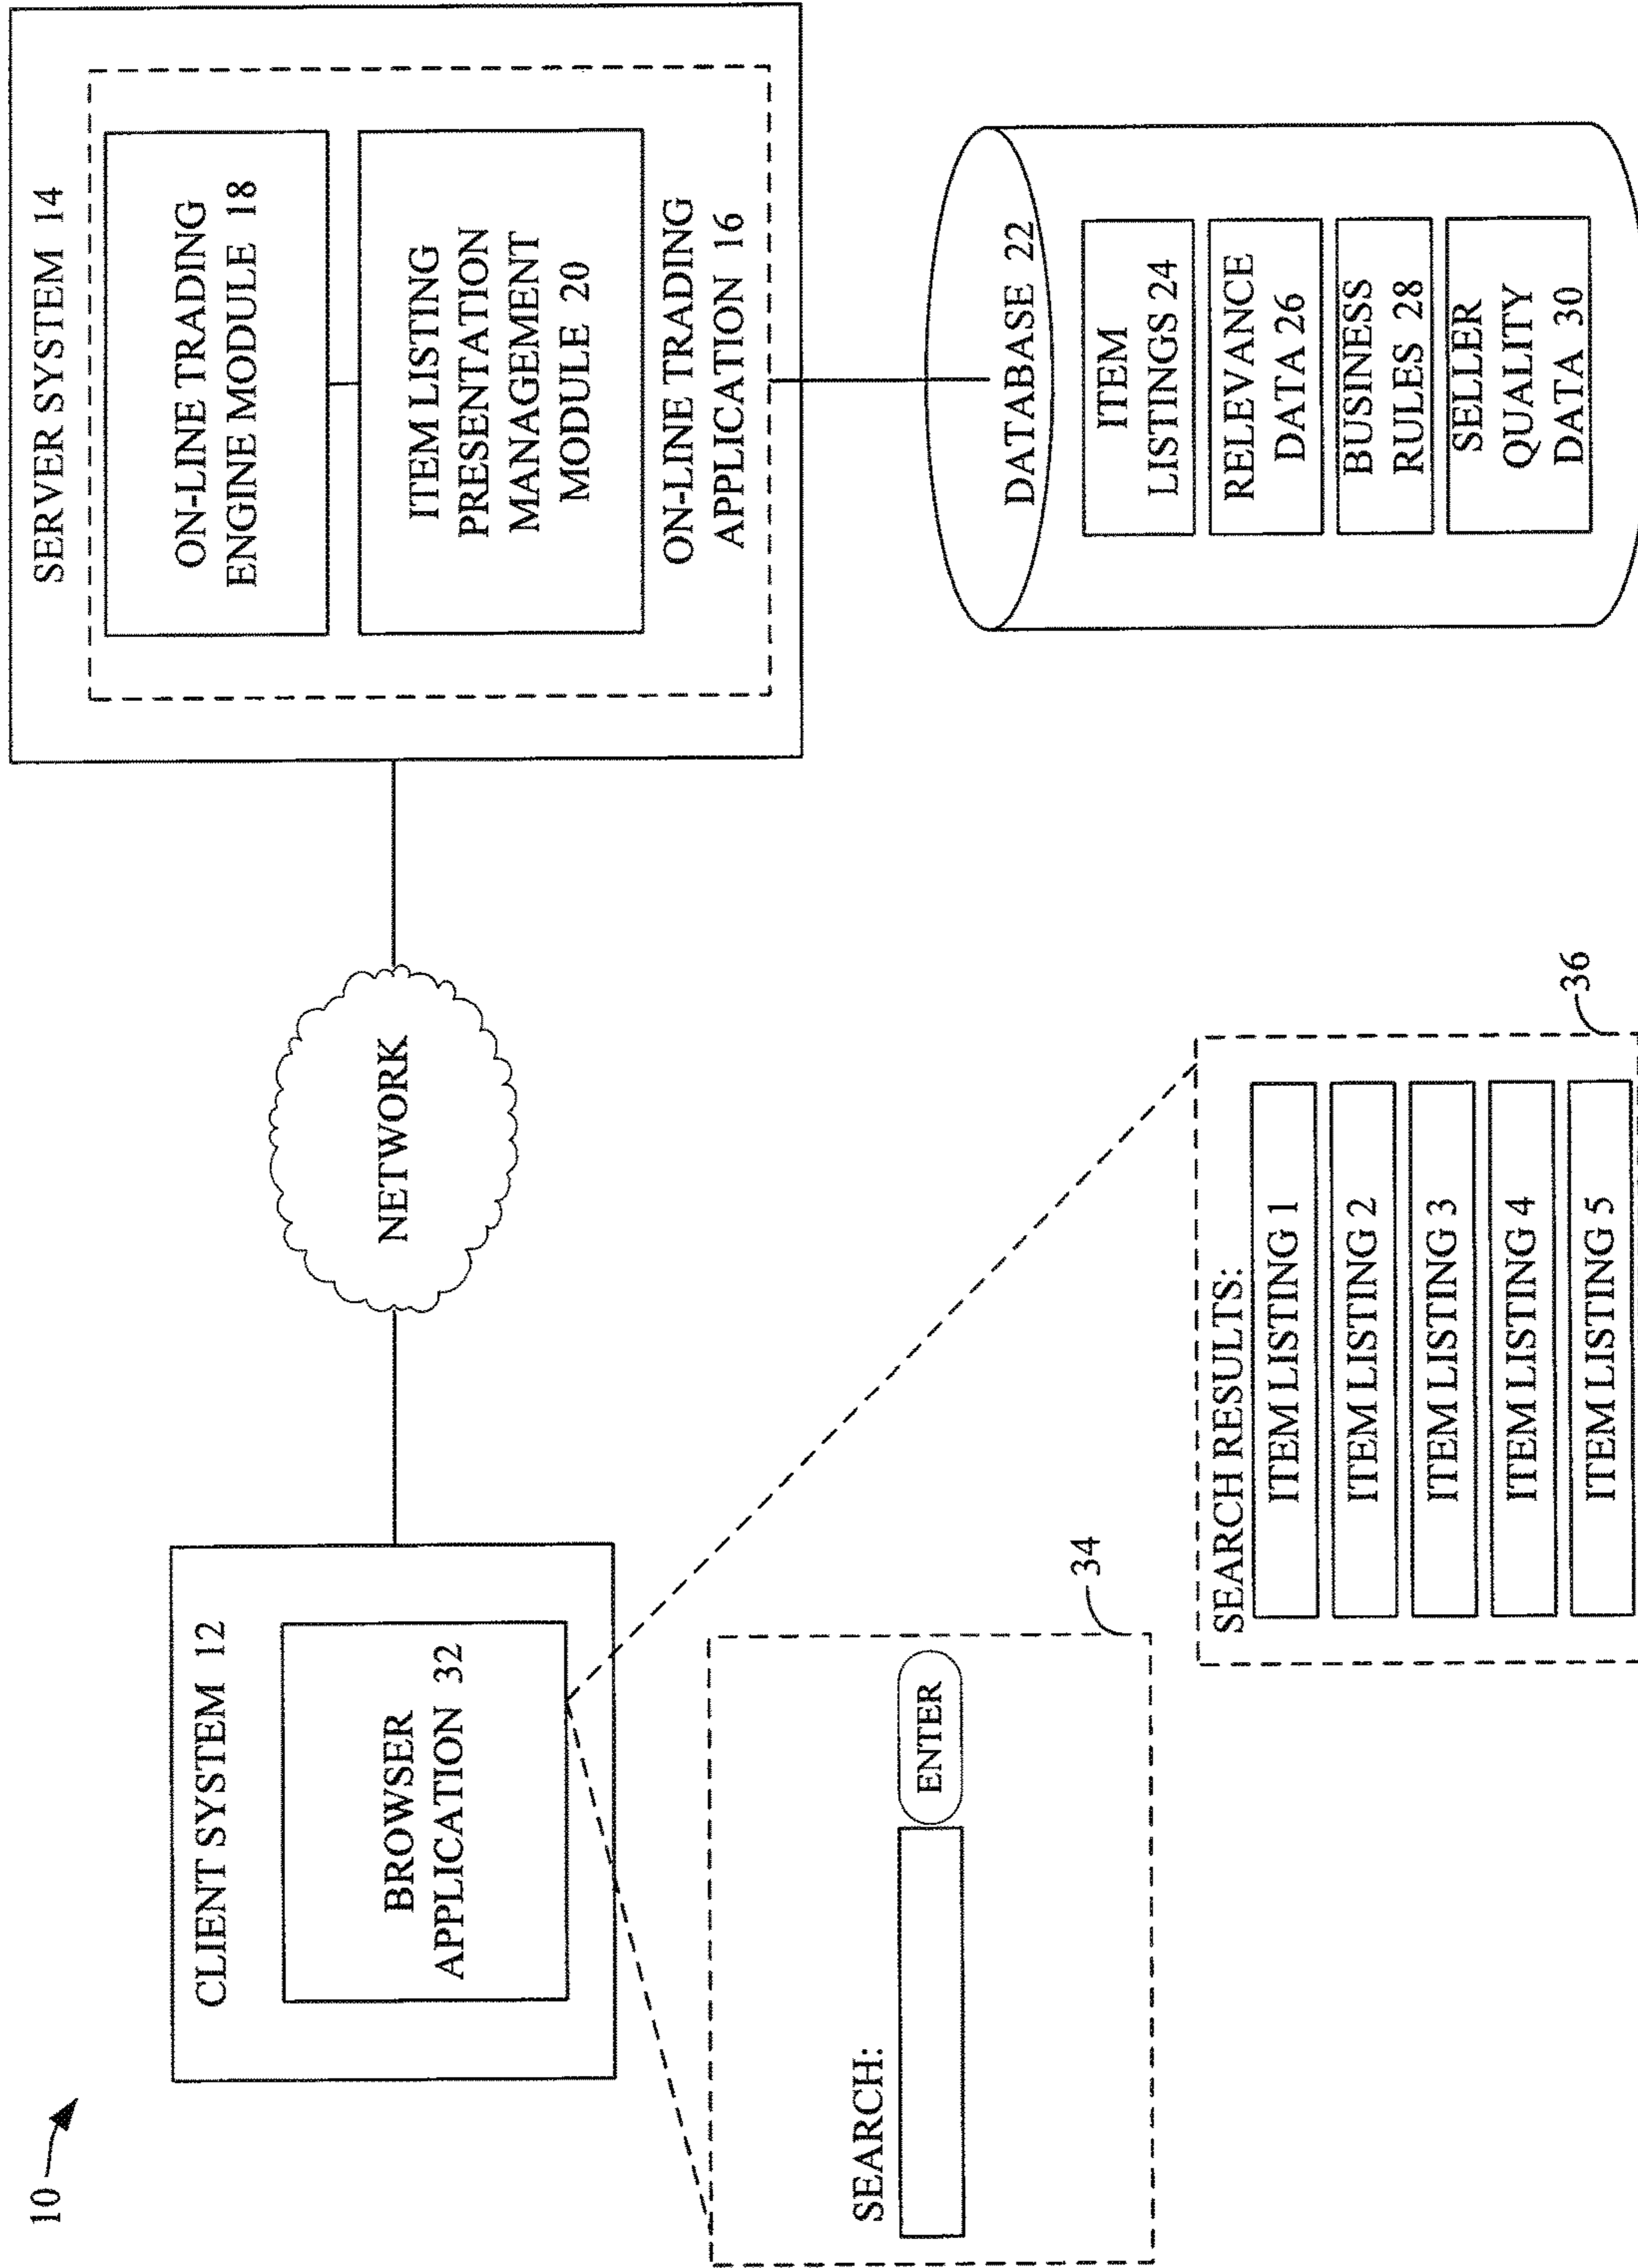 10
CLIENT SYSTEM 12
BROWSER
APPLICATION 32
NETWORK
SERVER SYSTEM 14
ON-LINE TRADING
ENGINE MODULE 18
ITEM LISTING
PRESENTATION
MANAGEMENT
MODULE 20
ON-LINE TRADING
APPLICATION 16
SEARCH:
ENTER
34
SEARCH RESULTS:
ITEM LISTING 1
ITEM LISTING 2
ITEM LISTING 3
ITEM LISTING 4
ITEM LISTING 5
36
DATABASE 22
ITEM
LISTINGS 24
RELEVANCE
DATA 26
BUSINESS
RULES 28
SELLER
QUALITY
DATA 30